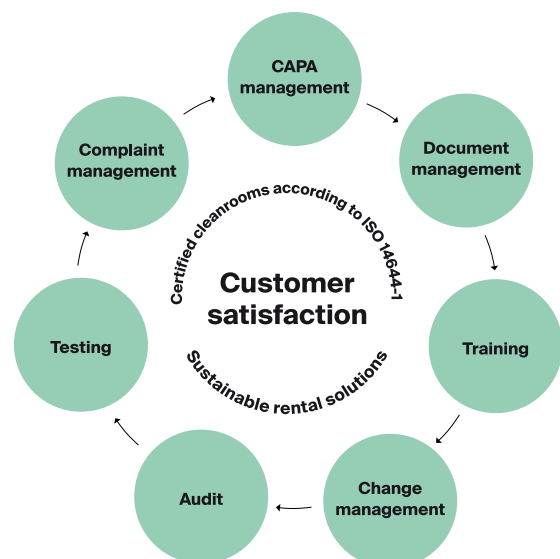 CAPA
management
Document
management
Training
Change
management
Audit
Testing
Complaint
management
Certified cleanrooms according to ISO 14644-1
Customer
satisfaction
Sustainable rental solutions